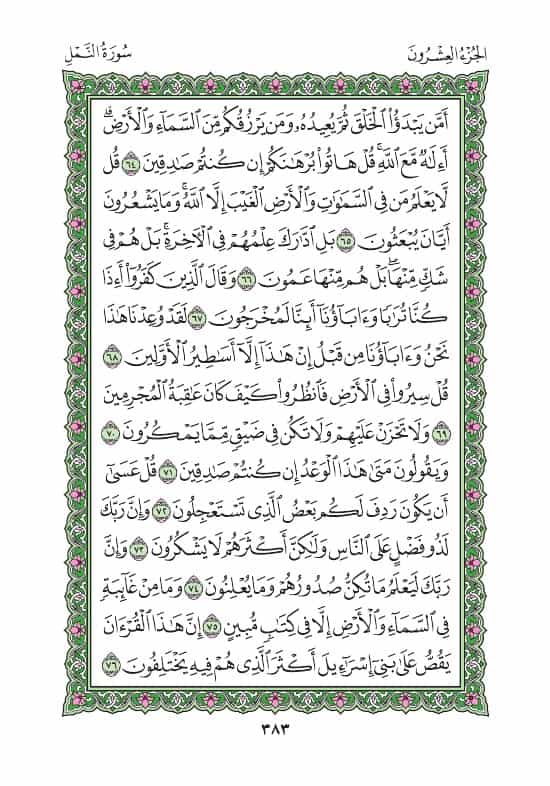 الجُزْءُ العِشْرُونَ
سُورَةُ النَّمْلِ
أَمَّن يَبْدَؤُاْ ٱلْخَلْقَ ثُمَّ يُعِيدُهُۥ وَمَن يَرْزُقُكُم مِّنَ ٱلسَّمَآءِ وَٱلْأَرْضِۗ
أَءِلَٰهٌ مَّعَ ٱللَّهِۚ قُلْ هَاتُواْ بُرْهَٰنَكُمْ إِن كُنتُمْ صَٰدِقِينَ ٦٤ قُل
لَّا يَعْلَمُ مَن فِى ٱلسَّمَٰوَٰتِ وَٱلْأَرْضِ ٱلْغَيْبَ إِلَّا ٱللَّهُۚ وَمَا يَشْعُرُونَ
أَيَّانَ يُبْعَثُونَ ٦٥ بَلِ ٱدَّٰرَكَ عِلْمُهُمْ فِى ٱلْأٓخِرَةِۚ بَلْ هُمْ فِى
شَكٍّ مِّنْهَاۖ بَلْ هُم مِّنْهَا عَمُونَ ٦٦ وَقَالَ ٱلَّذِينَ كَفَرُوٓاْ أَءِذَا
كُنَّا تُرَٰبًا وَءَابَآؤُنَآ أَئِنَّا لَمُخْرَجُونَ ٦٧ لَقَدْ وُعِدْنَا هَٰذَا
نَحْنُ وَءَابَآؤُنَا مِن قَبْلُ إِنْ هَٰذَآ إِلَّآ أَسَٰطِيرُ ٱلْأَوَّلِينَ ٦٨
قُلْ سِيرُواْ فِى ٱلْأَرْضِ فَٱنظُرُواْ كَيْفَ كَانَ عَٰقِبَةُ ٱلْمُجْرِمِينَ
٦٩ وَلَا تَحْزَنْ عَلَيْهِمْ وَلَا تَكُن فِى ضَيْقٍ مِّمَّا يَمْكُرُونَ ٧٠
وَيَقُولُونَ مَتَىٰ هَٰذَا ٱلْوَعْدُ إِن كُنتُمْ صَٰدِقِينَ ٧١ قُلْ عَسَىٰٓ
أَن يَكُونَ رَدِفَ لَكُم بَعْضُ ٱلَّذِى تَسْتَعْجِلُونَ ٧٢ وَإِنَّ رَبَّكَ
لَذُو فَضْلٍ عَلَى ٱلنَّاسِ وَلَٰكِنَّ أَكْثَرَهُمْ لَا يَشْكُرُونَ ٧٣ وَإِنَّ
رَبَّكَ لَيَعْلَمُ مَا تُكِنُّ صُدُورُهُمْ وَمَا يُعْلِنُونَ ٧٤ وَمَا مِنْ غَآئِبَةٍ
فِى ٱلسَّمَآءِ وَٱلْأَرْضِ إِلَّا فِى كِتَٰبٍ مُّبِينٍ ٧٥ إِنَّ هَٰذَا ٱلْقُرْءَانَ
يَقُصُّ عَلَىٰ بَنِىٓ إِسْرَٰٓءِيلَ أَكْثَرَ ٱلَّذِى هُمْ فِيهِ يَخْتَلِفُونَ ٧٦
٣٨٣